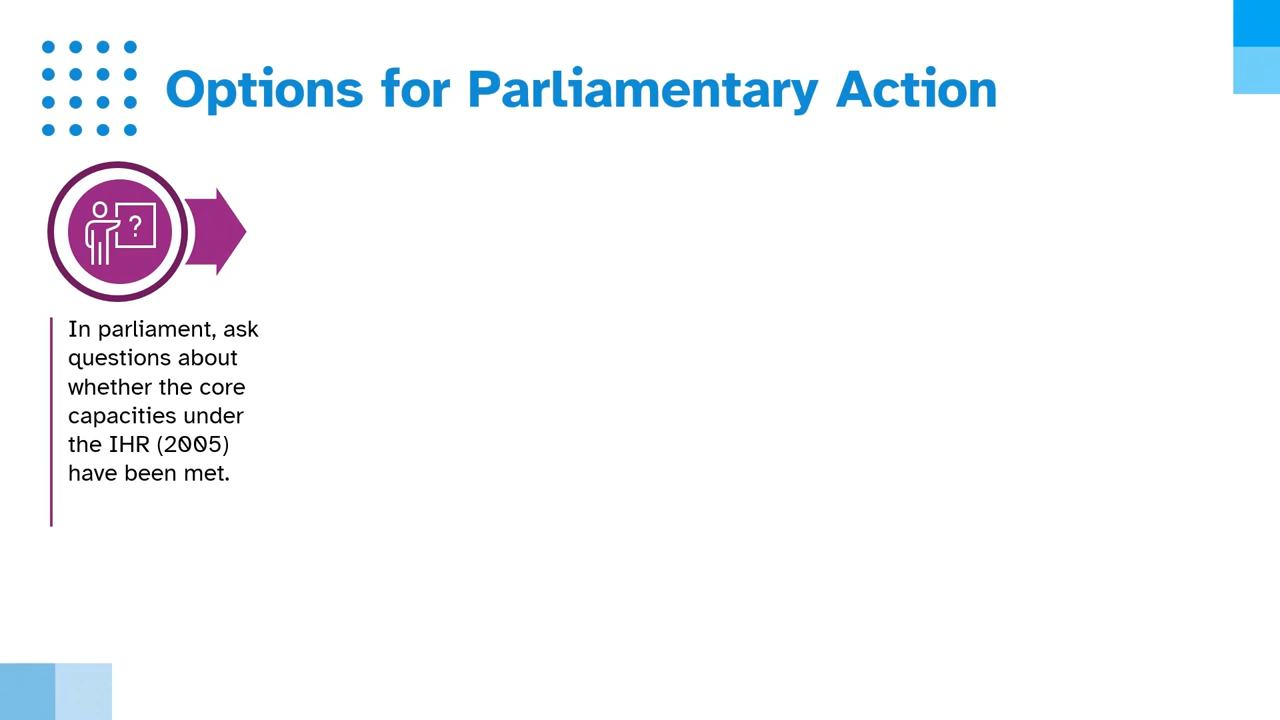 Options for Parliamentary Action
?
In parliament, ask
questions about
whether the core
capacities under
the IHR (2005)
have been met.